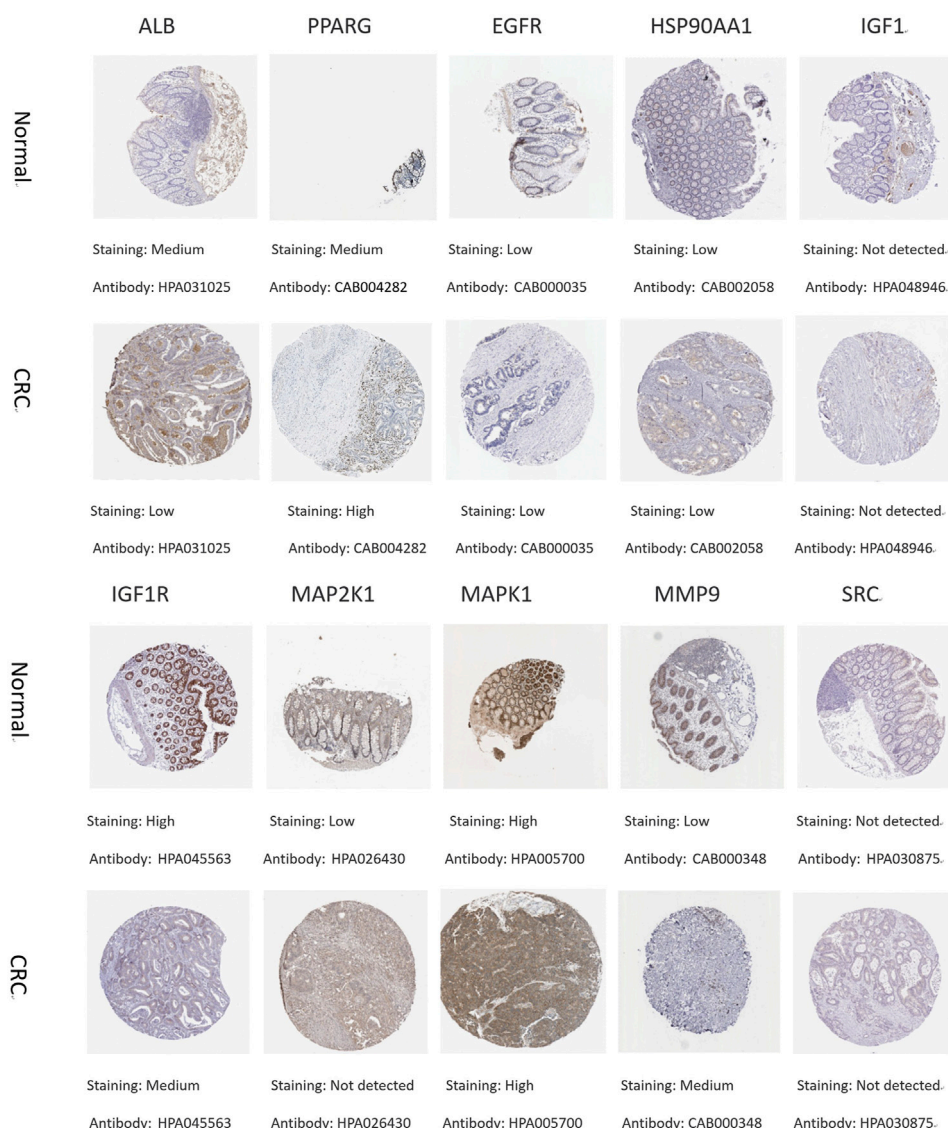 ALB PPARG EGFR HSP90AA1 IGF1
Normal
Staining: Medium Staining: Medium Staining: Low Staining: Low Staining: Not detected
Antibody: HPA031025 Antibody: CAB004282 Antibody: CAB000035 Antibody: CAB002058 Antibody: HPA048946
CRC
Staining: Low Staining: High Staining: Low Staining: Low Staining: Not detected
Antibody: HPA031025 Antibody: CAB004282 Antibody: CAB000035 Antibody: CAB002058 Antibody: HPA048946
IGF1R MAP2K1 MAPK1 MMP9 SRC
Normal
Staining: High Staining: Low Staining: High Staining: Low Staining: Not detected
Antibody: HPA045563 Antibody: HPA026430 Antibody: HPA005700 Antibody: CAB000348 Antibody: HPA030875
CRC
Staining: Medium Staining: Not detected Staining: High Staining: Medium Staining: Not detected
Antibody: HPA045563 Antibody: HPA026430 Antibody: HPA005700 Antibody: CAB000348 Antibody: HPA030875